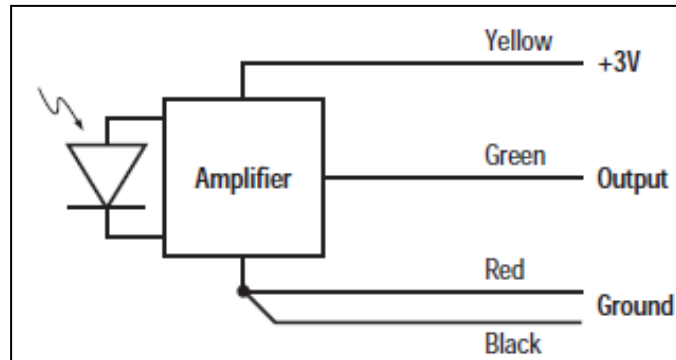 Yellow
+3V
Green
Amplifier
Output
Red
Ground
Black